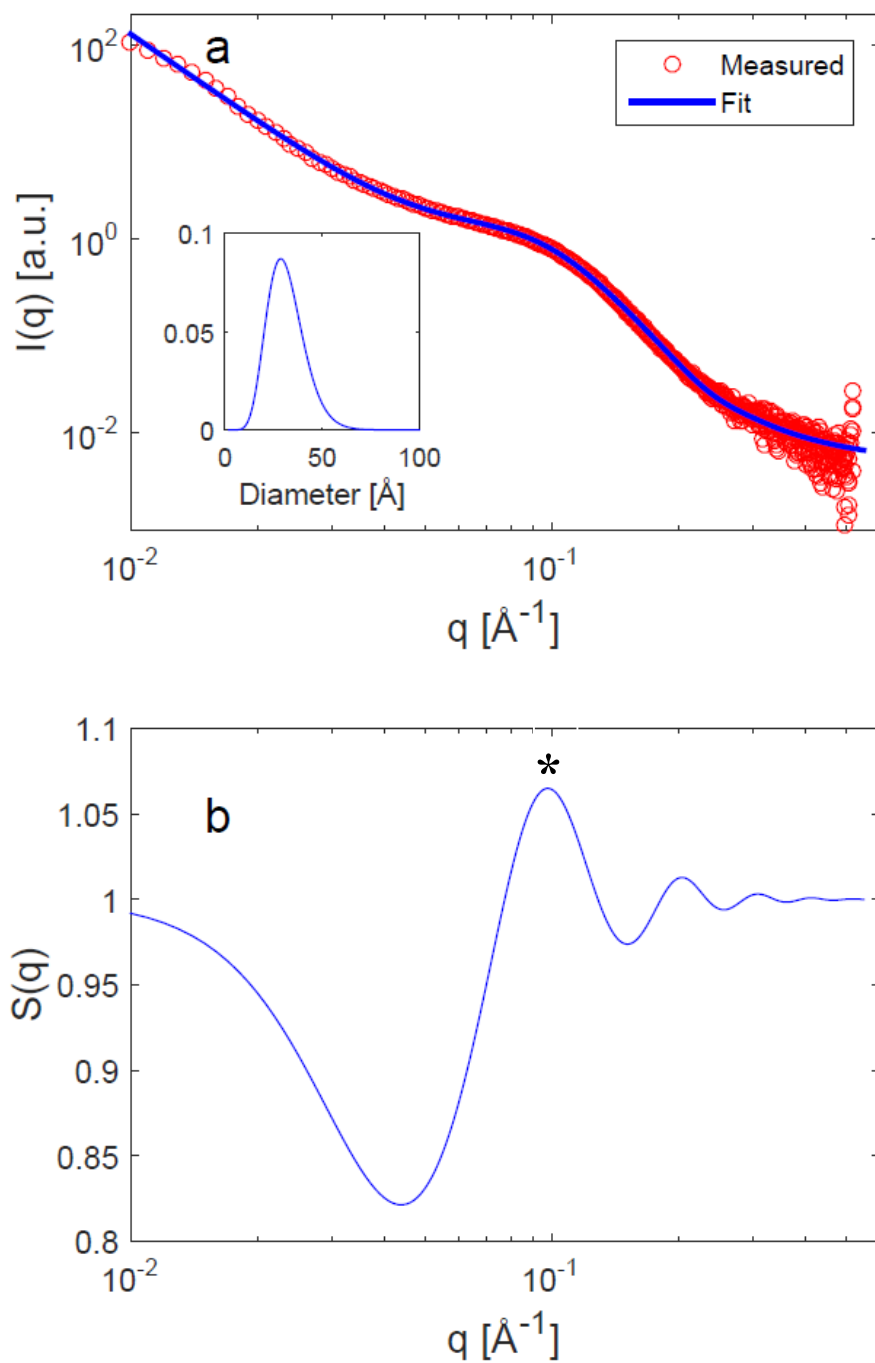 10^2
a
Measured
Fit
10^0
I(q) [a.u.]
0.1
0.05
0
0 50 100
Diameter [Å]
10^-2
10^-2 10^-1
q [Å^-1]
1.1
*
b
1.05
1
S(q)
0.95
0.9
0.85
0.8
10^-2 10^-1
q [Å^-1]